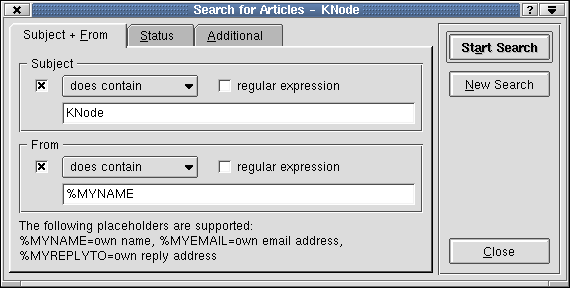 Search for Articles - KNode
?
Subject + From
Status
Additional
Subject
does contain
regular expression
KNode
From
does contain
regular expression
%MYNAME
The following placeholders are supported:
%MYNAME=own name, %MYEMAIL=own email address,
%MYREPLYTO=own reply address
Start Search
New Search
Close